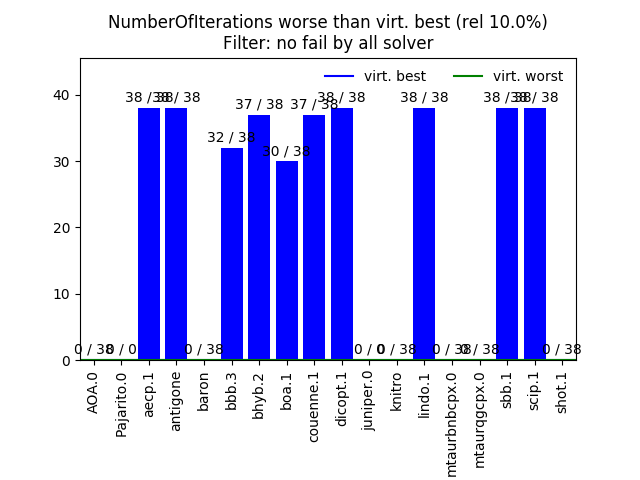 NumberOfIterations worse than virt. best (rel 10.0%)
Filter: no fail by all solver
virt. best
virt. worst
40
30
20
10
0
0 / 38
0 / 0
38 / 38
38 / 38
0 / 38
32 / 38
37 / 38
30 / 38
37 / 38
38 / 38
0 / 0
0 / 38
38 / 38
0 / 38
0 / 38
38 / 38
38 / 38
0 / 38
AOA.0
Pajarito.0
aecp.1
antigone
baron
bbb.3
bhyb.2
boa.1
couenne.1
dicopt.1
juniper.0
knitro
lindo.1
mtaurbnbcpx.0
mtaurqgcpx.0
sbb.1
scip.1
shot.1